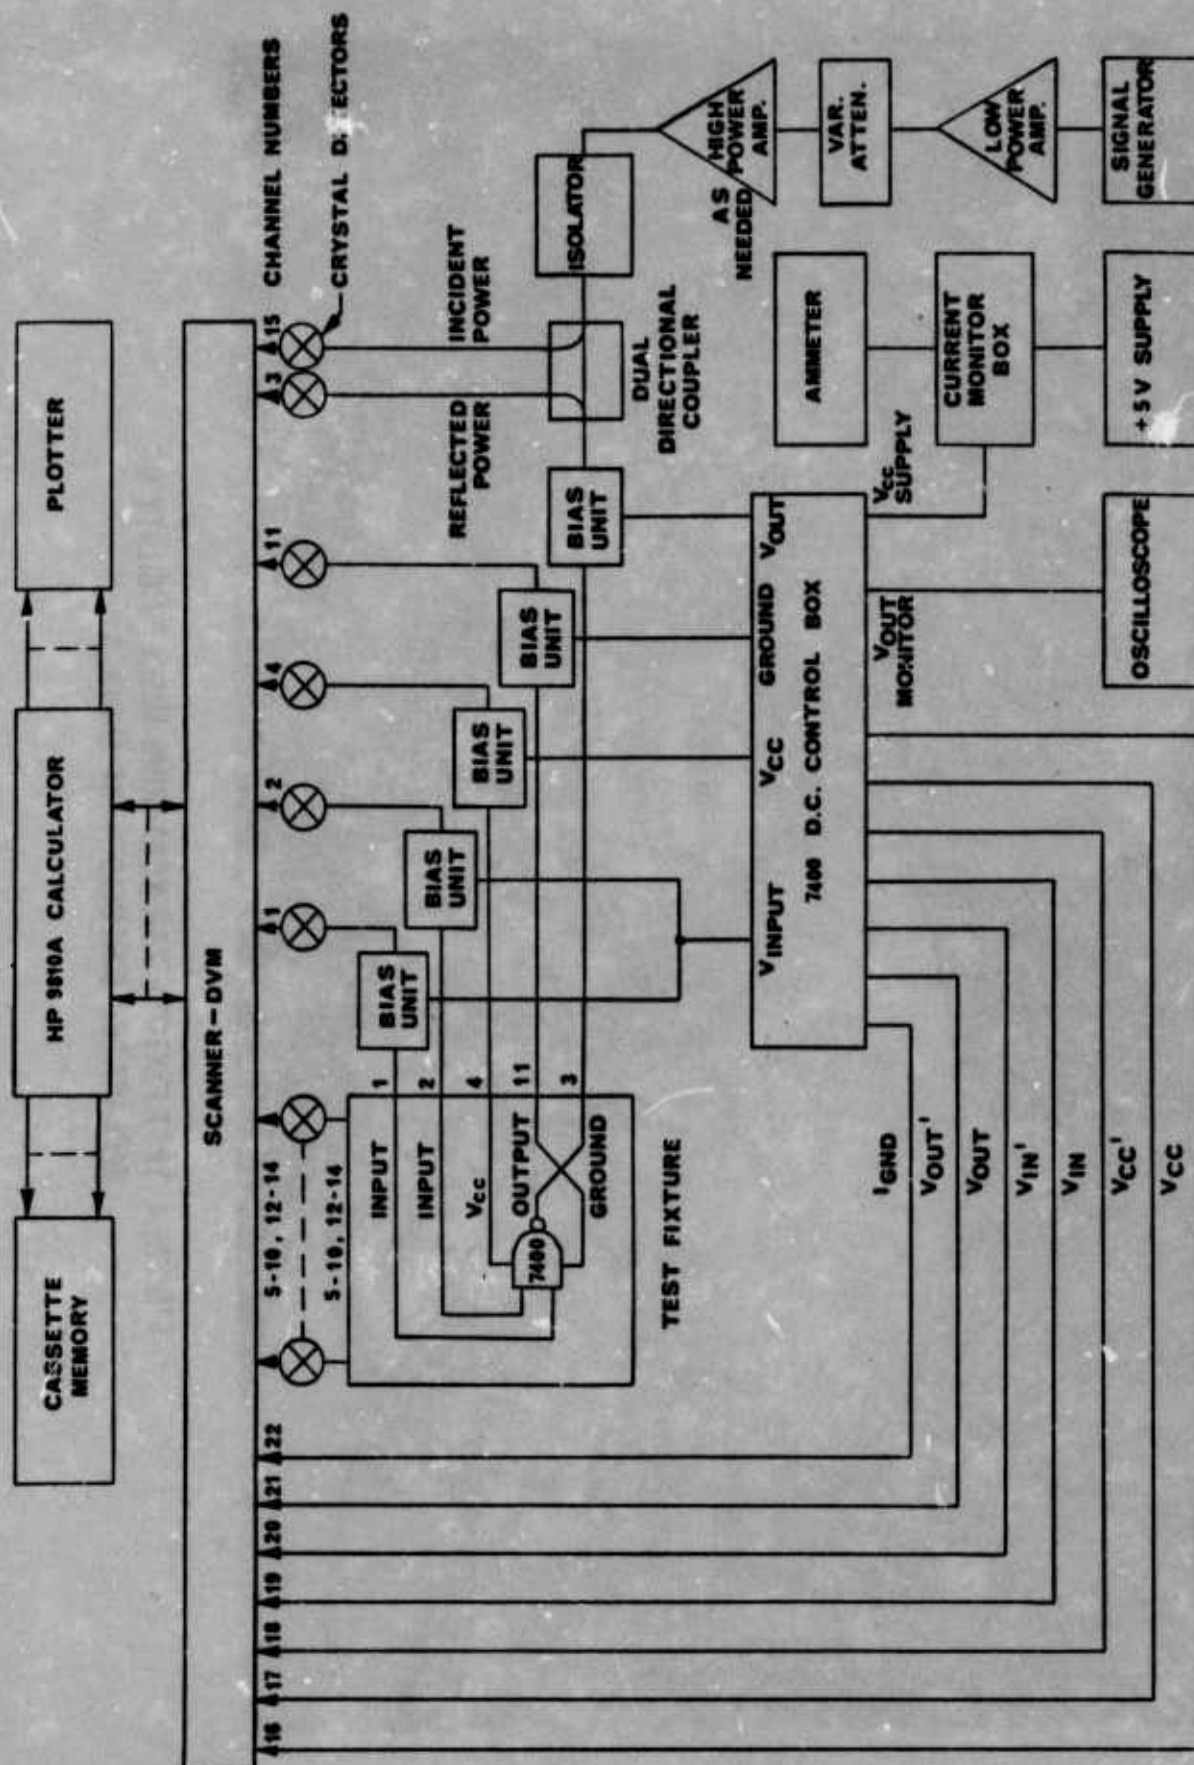 CASSETTE
MEMORY
HP 9810A CALCULATOR
PLOTTER
SCANNER-DVM
16
17
18
19
20
21
22
5-10, 12-14
1
2
4
11
3
15
CHANNEL NUMBERS
5-10, 12-14
INPUT
1
INPUT
2
VCC
4
OUTPUT
11
GROUND
3
7400
TEST FIXTURE
BIAS
UNIT
BIAS
UNIT
BIAS
UNIT
BIAS
UNIT
BIAS
UNIT
REFLECTED
POWER
INCIDENT
POWER
DUAL
DIRECTIONAL
COUPLER
ISOLATOR
HIGH
POWER
AMP.
AS
NEEDED
VAR.
ATTEN.
LOW
POWER
AMP.
SIGNAL
GENERATOR
VINPUT
VCC
GROUND
VOUT
7400 D.C. CONTROL BOX
VCC
SUPPLY
VOUT
MONITOR
AMMETER
CURRENT
MONITOR
BOX
+5V SUPPLY
OSCILLOSCOPE
IGND
VOUT'
VOUT
VIN'
VIN
VCC'
VCC
CRYSTAL